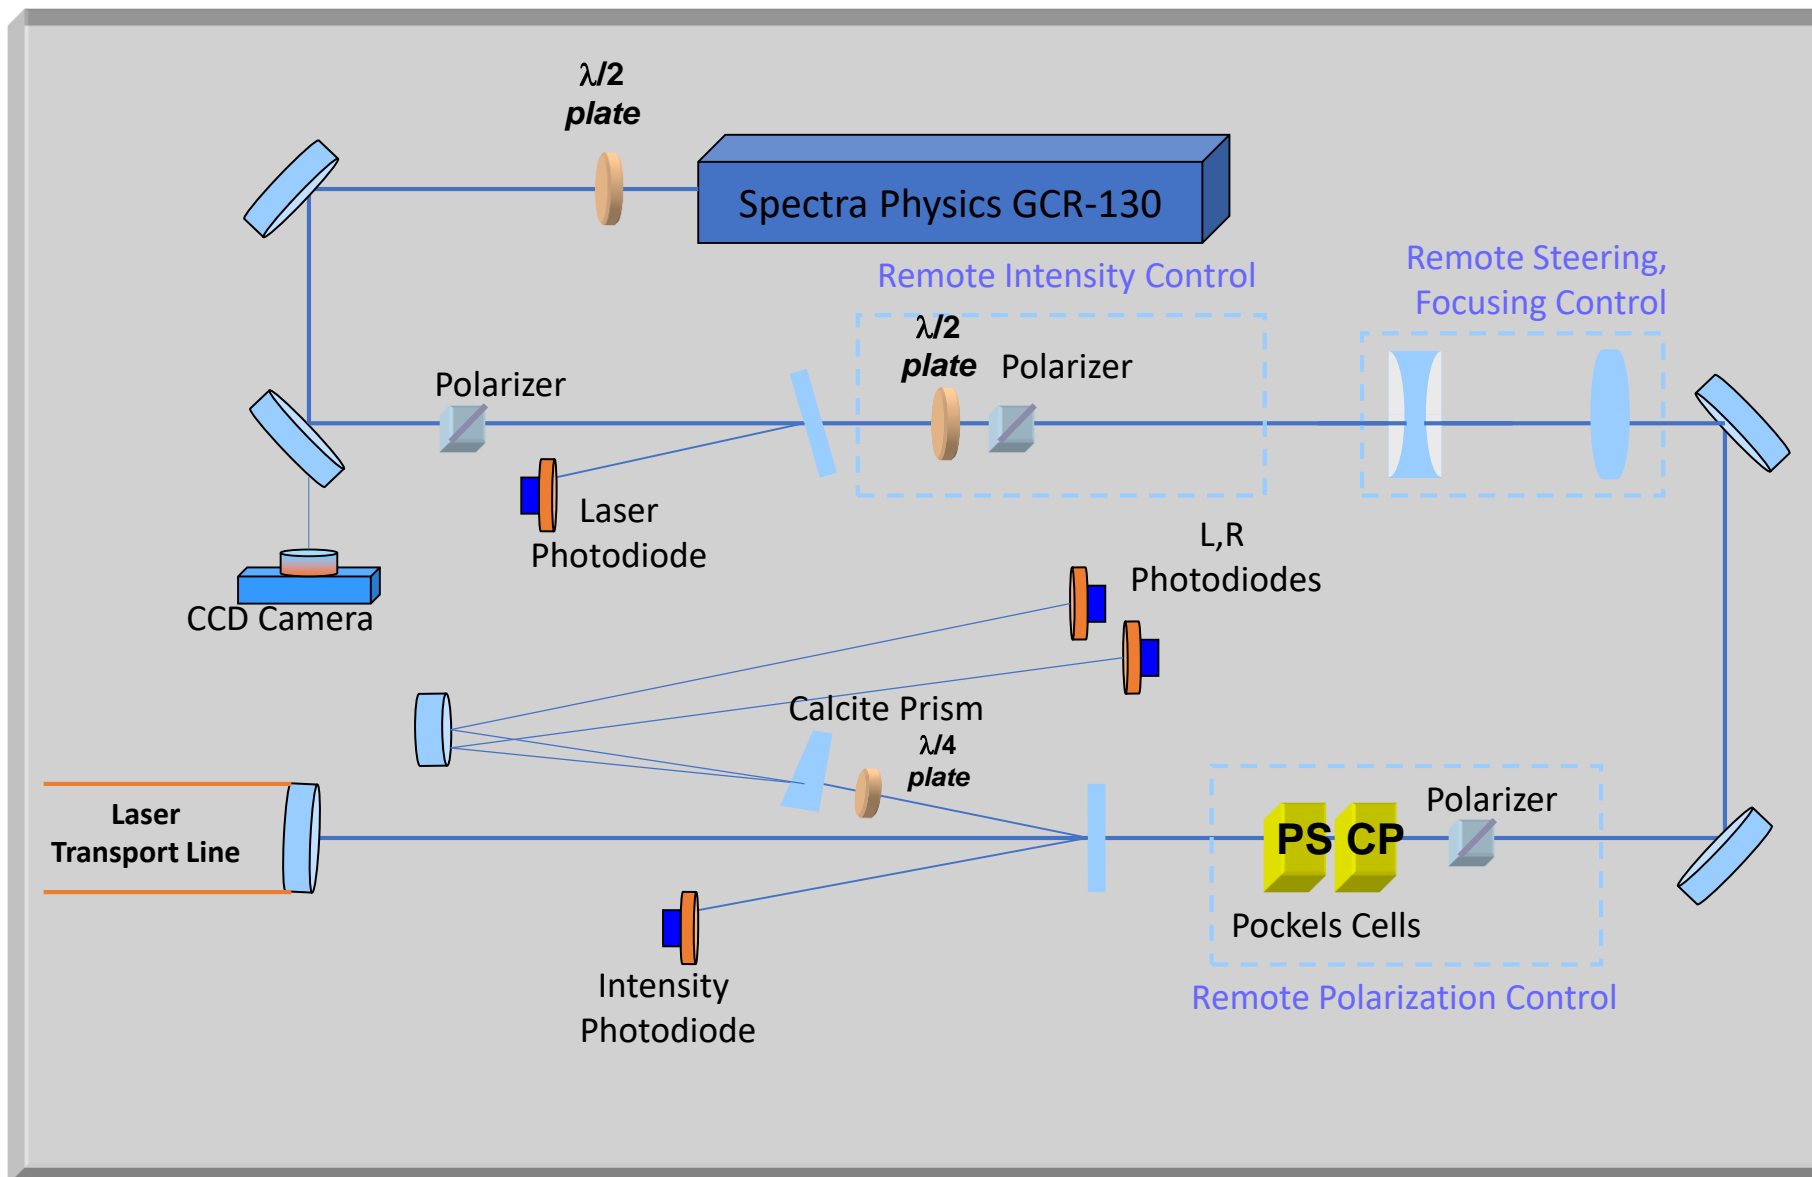 λ/2
plate
Spectra Physics GCR-130
Remote Intensity Control
Remote Steering,
Focusing Control
λ/2
plate
Polarizer
Polarizer
Laser
Photodiode
L,R
Photodiodes
CCD Camera
Calcite Prism
λ/4
plate
Laser
Transport Line
Polarizer
PS CP
Pockels Cells
Intensity
Photodiode
Remote Polarization Control